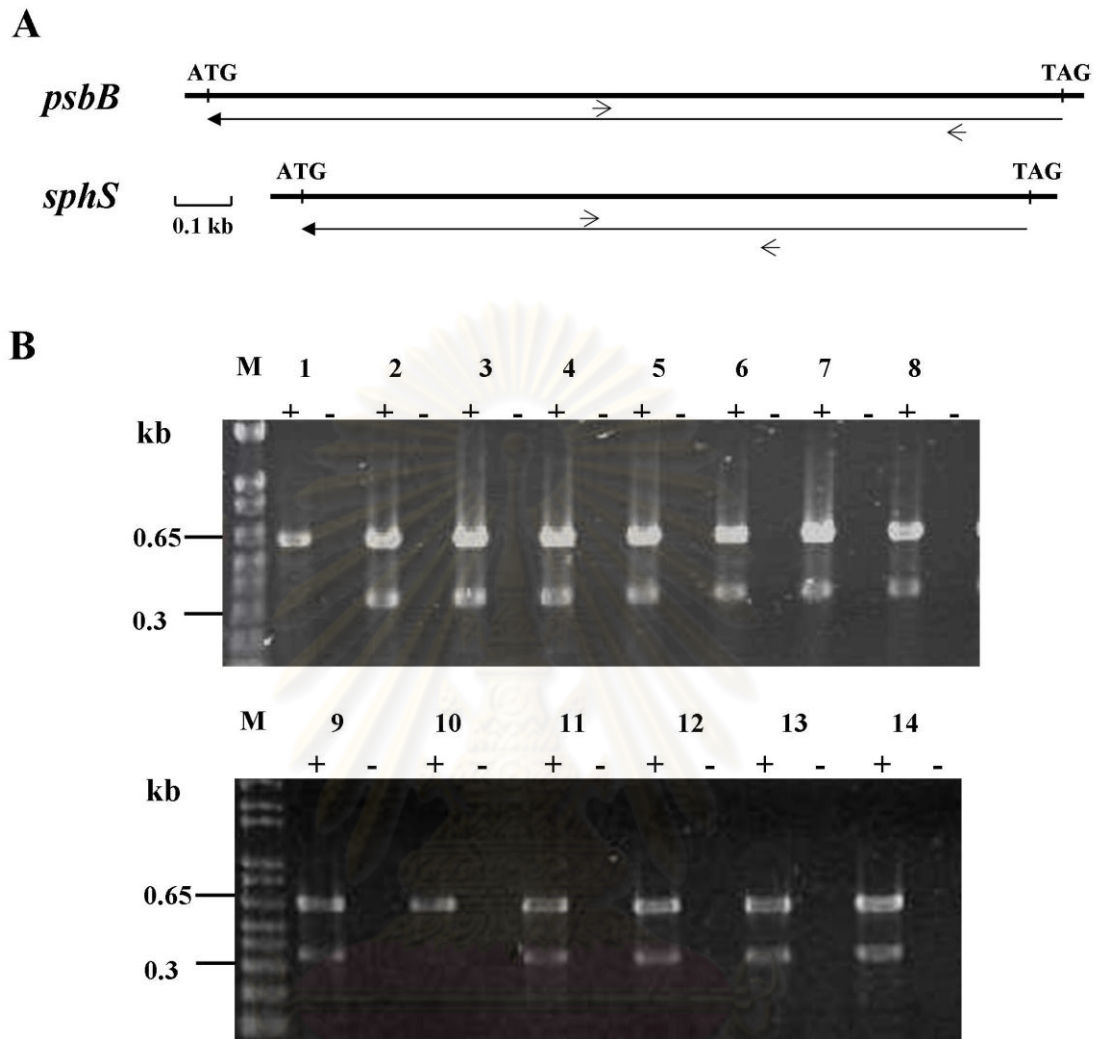 A
ATG TAG
psbB
ATG TAG
sphS
0.1 kb
B
M 1 2 3 4 5 6 7 8
+ - + - + - + - + - + - + - + -
kb
0.65
0.3
M 9 10 11 12 13 14
+ - + - + - + - + - + -
kb
0.65
0.3